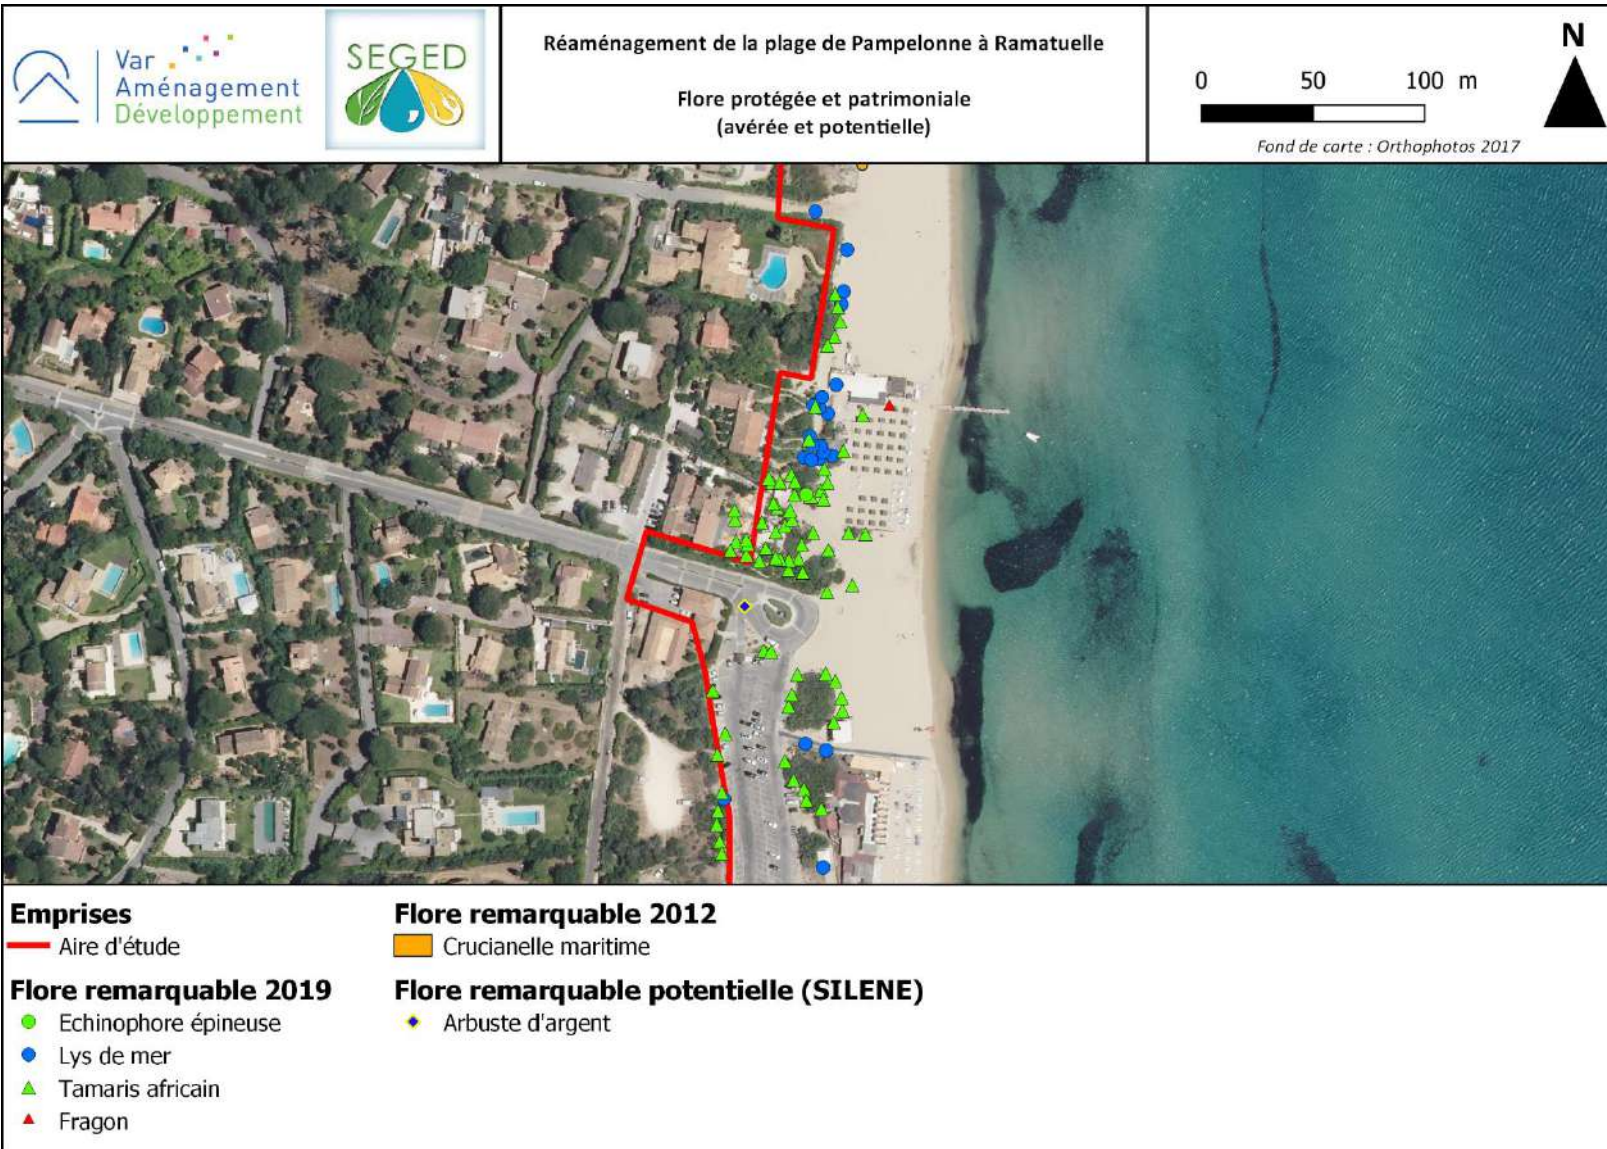 Var
Aménagement
Développement
SEGED
Réaménagement de la plage de Pampelonne à Ramatuelle
Flore protégée et patrimoniale
(avérée et potentielle)
0 50 100 m
N
Fond de carte : Orthophotos 2017
Emprises
Aire d'étude
Flore remarquable 2019
Echinophore épineuse
Lys de mer
Tamaris africain
Fragon
Flore remarquable 2012
Crucianelle maritime
Flore remarquable potentielle (SILENE)
Arbuste d'argent